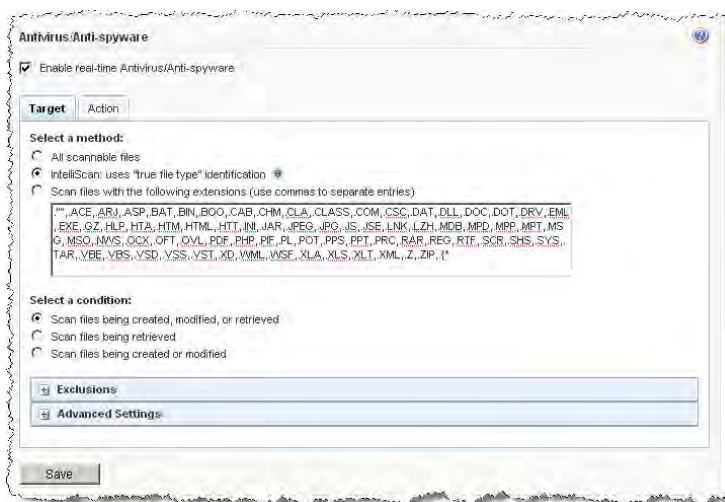 Antivirus/Anti-spyware
Enable real-time Antivirus/Anti-spyware
Target Action
Select a method:
All scannable files
IntelliScan: uses "true file type" identification
Scan files with the following extensions (use commas to separate entries)
"",.ACE,.ARJ,.ASP,.BAT,.BIN,.BOO,.CAB,.CHM,.CLA,.CLASS,.COM,.CSC,.DAT,.DLL,.DOC,.DOT,.DRV,.EML
,.EXE,.GZ,.HLP,.HTA,.HTM,.HTML,.HTT,.INI,.JAR,.JPEG,.JPG,.JS,.JSE,.LNK,.LZH,.MDB,.MPD,.MPP,.MPT,.MS
G,.MSO,.NWS,.OCX,.OFT,.OVL,.PDF,.PHP,.PIF,.PL,.POT,.PPS,.PPT,.PRC,.RAR,.REG,.RTF,.SCR,.SHS,.SYS,.
TAR,.VBE,.VBS,.VSD,.VSS,.VST,.XD,.WML,.WSF,.XLA,.XLS,.XLT,.XML,.Z,.ZIP,.{*
Select a condition:
Scan files being created, modified, or retrieved
Scan files being retrieved
Scan files being created or modified
Exclusions
Advanced Settings
Save